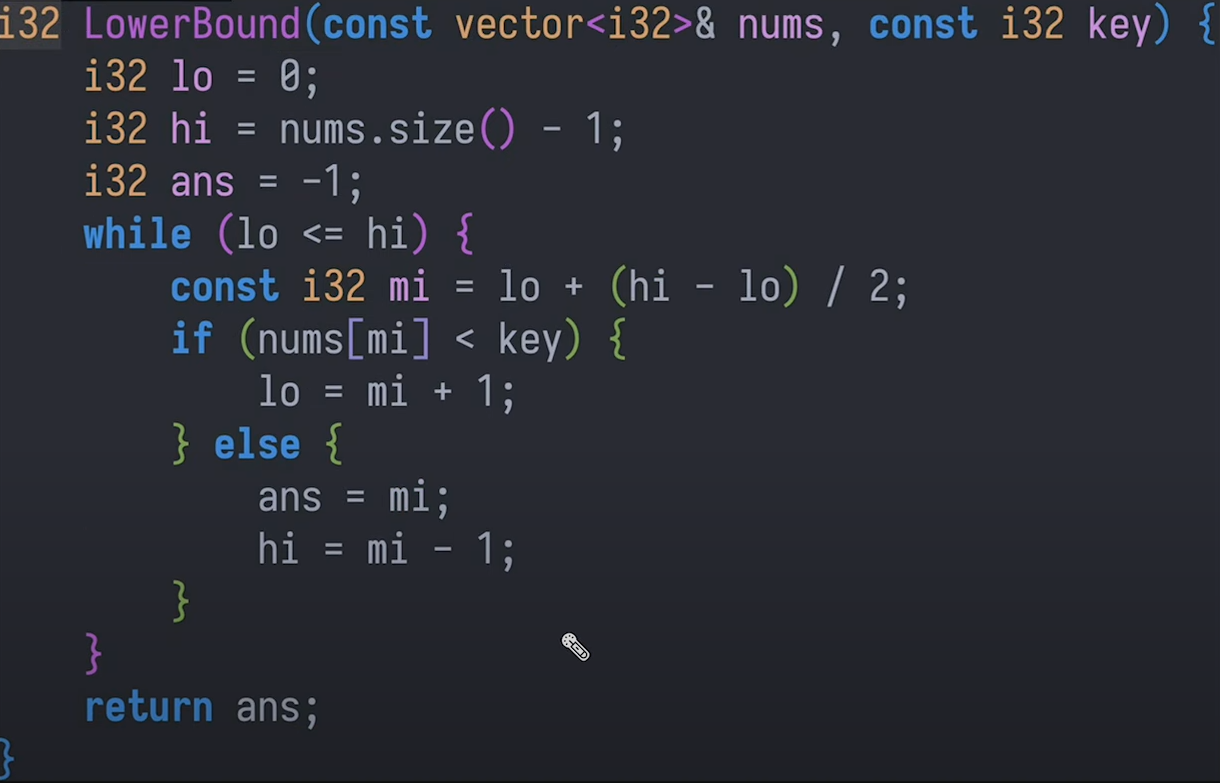 i32 LowerBound(const vector<i32>& nums, const i32 key) {
    i32 lo = 0;
    i32 hi = nums.size() - 1;
    i32 ans = -1;
    while (lo <= hi) {
        const i32 mi = lo + (hi - lo) / 2;
        if (nums[mi] < key) {
            lo = mi + 1;
        } else {
            ans = mi;
            hi = mi - 1;
        }
    }
    return ans;
}